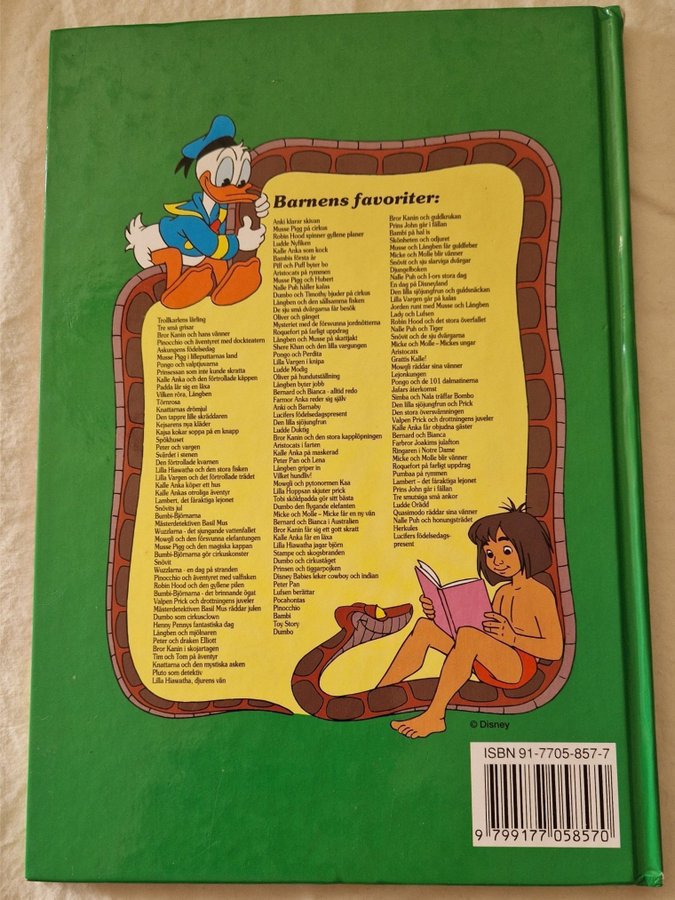 Barnens favoriter:
Trollkarlens lärling
Tre små grisar
Bror Kanin och hans vänner
Pinocchio och äventyret med dockteatern
Askungens födelsedag
Musse Pigg i lilleputtarnas land
Pongo och valptjuvarna
Prinsessan som inte kunde skratta
Kalle Anka och den förtrollade käppen
Padda lär sig en läxa
Vilken röra, Långben
Törnrosa
Knattarnas drömjul
Den tappre lille skräddaren
Kejsarens nya kläder
Kajsa kokar soppa på en knapp
Spökhuset
Peter och vargen
Svärdet i stenen
Den förtrollade kvarnen
Lilla Hiawatha och den stora fisken
Lilla Vargen och det förtrollade trädet
Kalle Anka köper ett hus
Kalle Ankas otroliga äventyr
Lambert, det fåraktiga lejonet
Snövits jul
Bumbi-Björnarna
Mästerdetektiven Basil Mus
Wuzzlarna - det sjungande vattenfallet
Mowgli och den försvunna elefantungen
Musse Pigg och den magiska kappan
Bumbi-Björnarna gör cirkuskonster
Snövit
Wuzzlarna - en dag på stranden
Pinocchio och äventyret med valfisken
Robin Hood och den gyllene pilen
Bumbi-Björnarna - det brinnande ögat
Valpen Prick och drottningens juveler
Mästerdetektiven Basil Mus räddar julen
Dumbo som cirkusclown
Henny Pennys fantastiska dag
Långben och mjölnaren
Peter och draken Elliott
Bror Kanin i skojartagen
Tim och Tom på äventyr
Knattarna och den mystiska asken
Pluto som detektiv
Lilla Hiawatha, djurens vän
Anki klarar skivan
Musse Pigg på cirkus
Robin Hood spinner gyllene planer
Ludde Nyfiken
Kalle Anka som kock
Bambis första år
Piff och Puff byter bo
Aristocats på rymmen
Musse Pigg och Hubert
Nalle Puh håller kalas
Dumbo och Timothy bjuder på cirkus
Långben och den sällsamma fisken
De sju små dvärgarna får besök
Oliver och gänget
Mysteriet med de försvunna jordnötterna
Roquefort på farligt uppdrag
Långben och Musse på skattjakt
Shere Khan och den lilla vargungen
Pongo och Perdita
Lilla Vargen i knipa
Ludde Modig
Oliver på hundutställning
Långben byter jobb
Bernard och Bianca - alltid redo
Farmor Anka reder sig själv
Anki och Barnaby
Lucifers födelsedagspresent
Den lilla sjöjungfrun
Ludde Duktig
Bror Kanin och den stora kapplöpningen
Aristocats i farten
Kalle Anka på maskerad
Peter Pan och Lena
Långben griper in
Vilket hundliv!
Mowgli och pytonormen Kaa
Lilla Hoppsan skjuter prick
Tobi sköldpadda gör sitt bästa
Dumbo den flygande elefanten
Micke och Molle - Micke får en ny vän
Bernard och Bianca i Australien
Bror Kanin får sig ett gott skratt
Kalle Anka får en läxa
Lilla Hiawatha jagar björn
Stampe och skogsbranden
Dumbo och cirkuståget
Prinsen och tiggarpojken
Disney Babies leker cowboy och indian
Peter Pan
Lufsen berättar
Pocahontas
Pinocchio
Bambi
Toy Story
Dumbo
Bror Kanin och guldkrukan
Prins John går i fällan
Bambi på hal is
Skönheten och odjuret
Musse och Långben får guldfeber
Micke och Molle blir vänner
Snövit och sju slarviga dvärgar
Djungelboken
Nalle Puh och I-ors stora dag
En dag på Disneyland
Den lilla sjöjungfrun och guldsnäckan
Lilla Vargen går på kalas
Jorden runt med Musse och Långben
Lady och Lufsen
Robin Hood och det stora överfallet
Nalle Puh och Tiger
Snövit och de sju dvärgarna
Micke och Molle - Mickes ungar
Aristocats
Grattis Kalle!
Mowgli räddar sina vänner
Lejonkungen
Pongo och de 101 dalmatinerna
Jafars återkomst
Simba och Nala träffar Bombo
Den lilla sjöjungfrun och Prick
Den stora översvämningen
Valpen Prick och drottningens juveler
Kalle Anka får objudna gäster
Bernard och Bianca
Farbror Joakims julafton
Ringaren i Notre Dame
Micke och Molle blir vänner
Roquefort på farligt uppdrag
Pumbaa på rymmen
Lambert - det fåraktiga lejonet
Prins John går i fällan
Tre smutsiga små ankor
Ludde Orädd
Quasimodo räddar sina vänner
Nalle Puh och honungsträdet
Herkules
Lucifers födelsedags-
present
© Disney
ISBN 91-7705-857-7
9 799177 058570